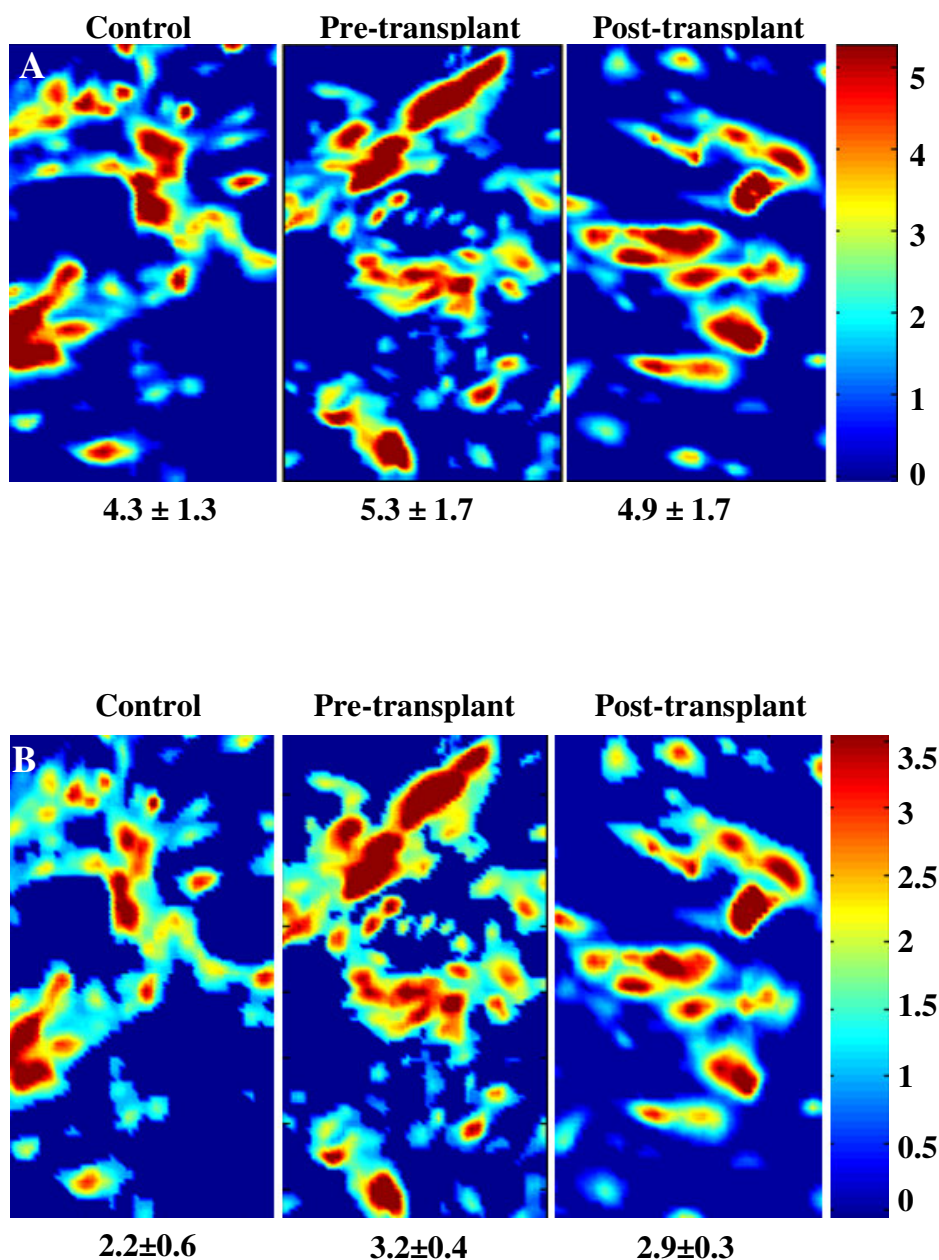 Control Pre-transplant Post-transplant
A
5
4
3
2
1
0
4.3 ± 1.3 5.3 ± 1.7 4.9 ± 1.7
Control Pre-transplant Post-transplant
B
3.5
3
2.5
2
1.5
1
0.5
0
2.2±0.6 3.2±0.4 2.9±0.3